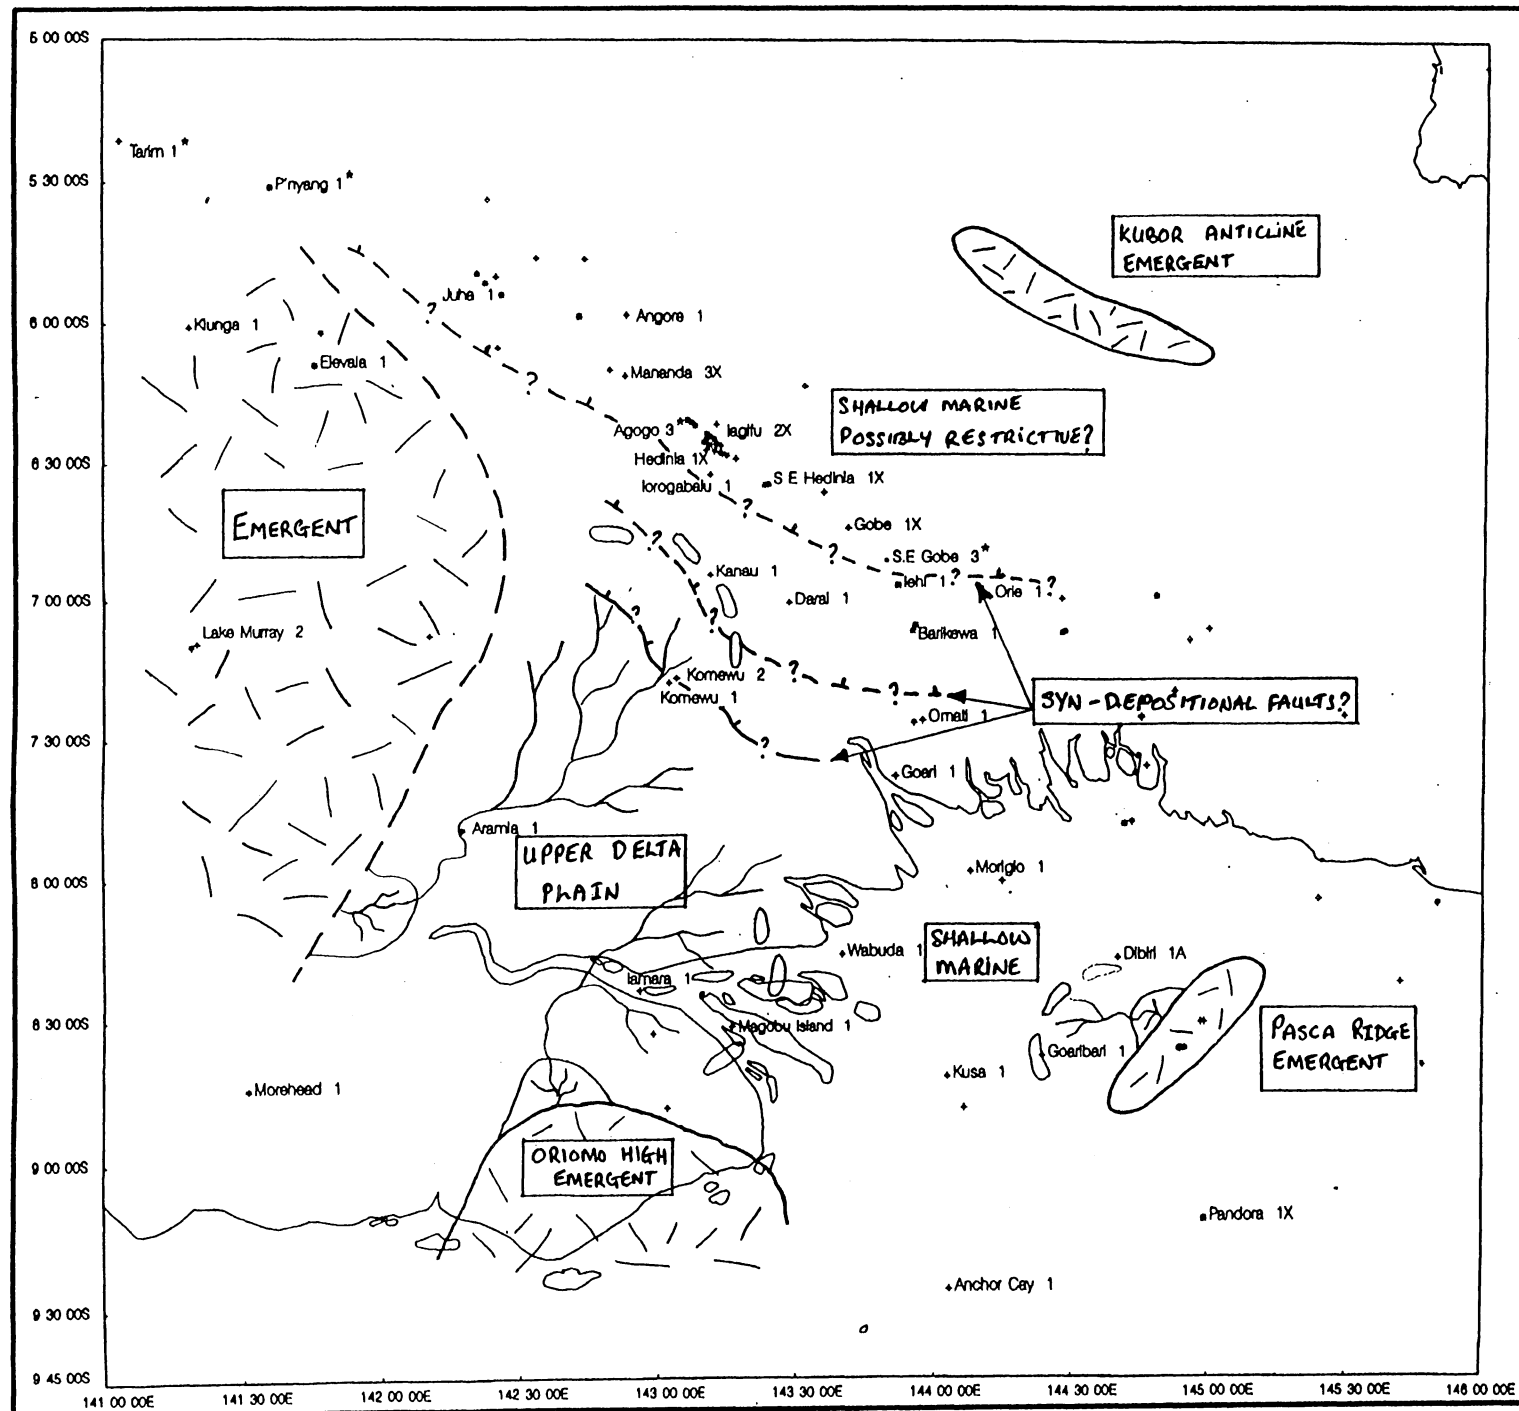 5 00 00S
Tarim 1*
5 30 00S
P'nyang 1*
KUBOR ANTICLINE
EMERGENT
Juha 1
?
6 00 00S
Kiunga 1
Angore 1
Elevala 1
Mananda 3X
?
SHALLOW MARINE
POSSIBLY RESTRICTIVE?
Agogo 3*
Iagifu 2X
Hedinia 1X
6 30 00S
S E Hedinia 1X
Iorogabaiu 1
?
EMERGENT
Gobe 1X
?
?
S.E Gobe 3*
Kanau 1
Iehi 1
?
Orie 1
?
7 00 00S
Darai 1
?
?
Lake Murray 2
Barikewa 1
Komewu 2
?
Komewu 1
?
SYN-DEPOSITIONAL FAULTS?
Omati 1
7 30 00S
?
Goari 1
Aramia 1
UPPER DELTA
PLAIN
8 00 00S
Morigio 1
Wabuda 1
SHALLOW
MARINE
Dibiri 1A
Iamara 1
8 30 00S
Magobu Island 1
PASCA RIDGE
EMERGENT
Goaribari 1
Kusa 1
Morehead 1
9 00 00S
ORIOMO HIGH
EMERGENT
Pandora 1X
Anchor Cay 1
9 30 00S
9 45 00S
141 00 00E 141 30 00E 142 00 00E 142 30 00E 143 00 00E 143 30 00E 144 00 00E 144 30 00E 145 00 00E 145 30 00E 146 00 00E